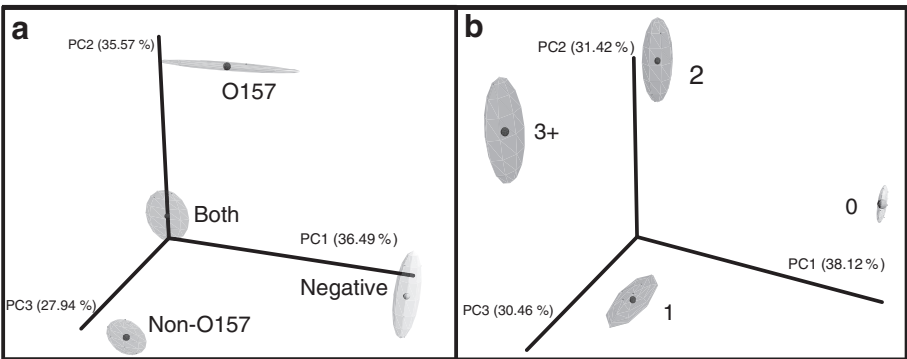 a
PC2 (35.57 %)
O157
Both
PC1 (36.49 %)
Negative
PC3 (27.94 %)
Non-O157
b
PC2 (31.42 %)
2
3+
0
PC1 (38.12 %)
PC3 (30.46 %)
1